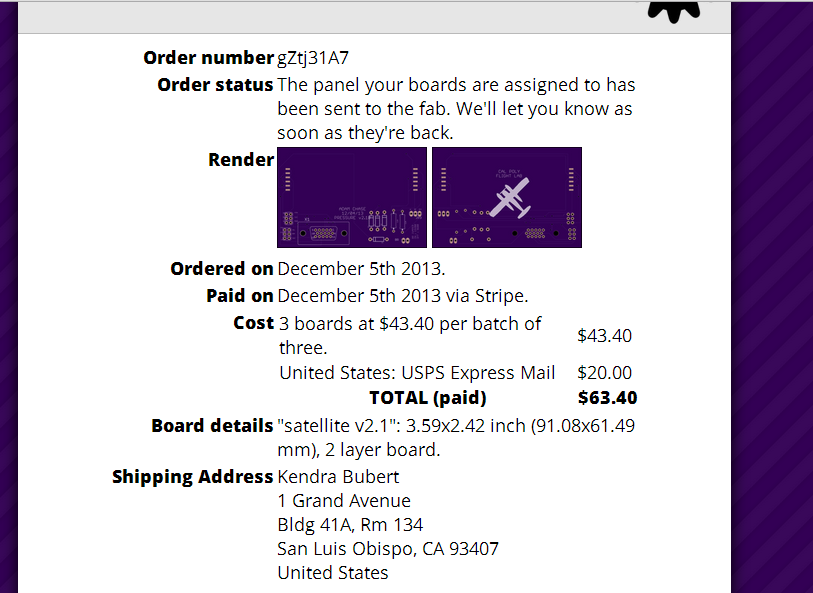 Order number gZtj31A7
Order status The panel your boards are assigned to has
been sent to the fab. We'll let you know as
soon as they're back.
Render
CAL POLY
FLIGHT LAB
Ordered on December 5th 2013.
Paid on December 5th 2013 via Stripe.
Cost 3 boards at $43.40 per batch of
three. $43.40
United States: USPS Express Mail $20.00
TOTAL (paid) $63.40
Board details "satellite v2.1": 3.59x2.42 inch (91.08x61.49
mm), 2 layer board.
Shipping Address Kendra Bubert
1 Grand Avenue
Bldg 41A, Rm 134
San Luis Obispo, CA 93407
United States